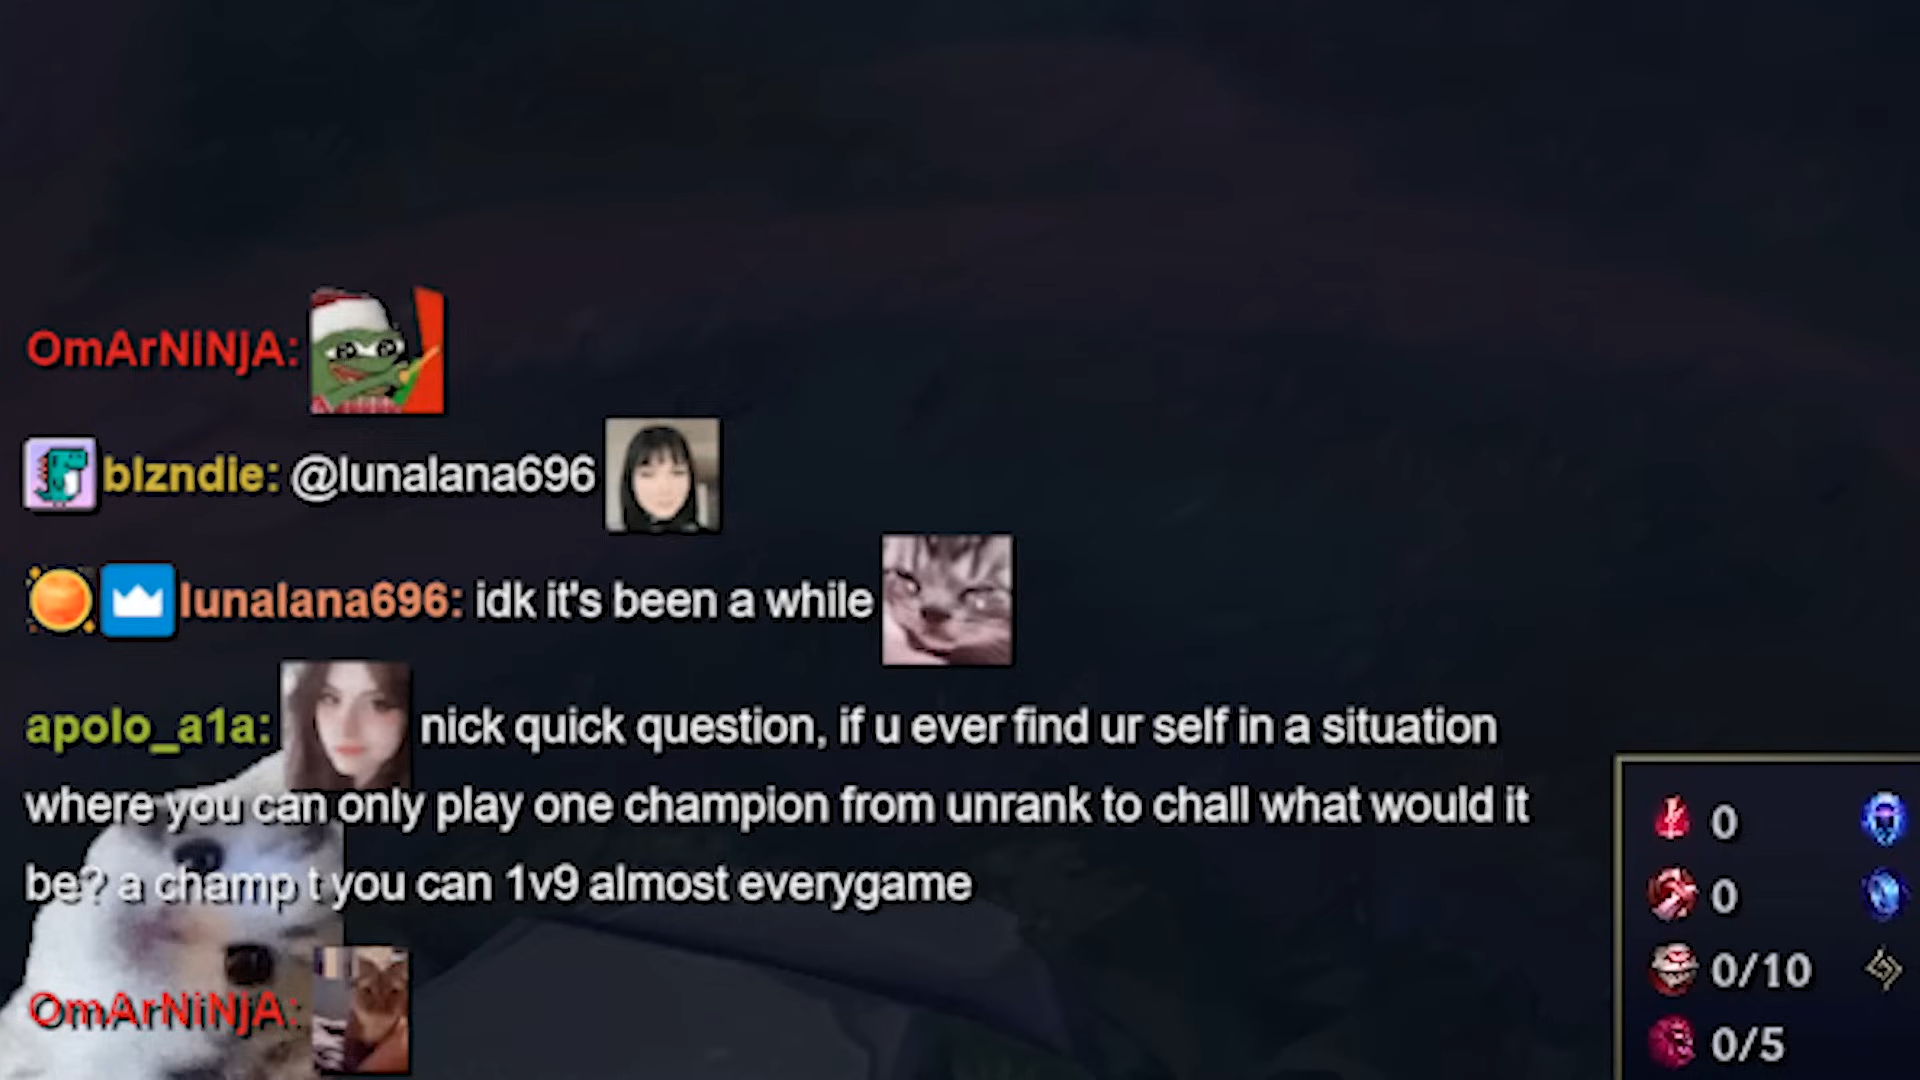 OmArNiNjA:
blzndie: @lunalana696
lunalana696: idk it's been a while
apolo_a1a: nick quick question, if u ever find ur self in a situation
where you can only play one champion from unrank to chall what would it
be? a champ t you can 1v9 almost everygame
OmArNiNjA:
0
0
0/10
0/5